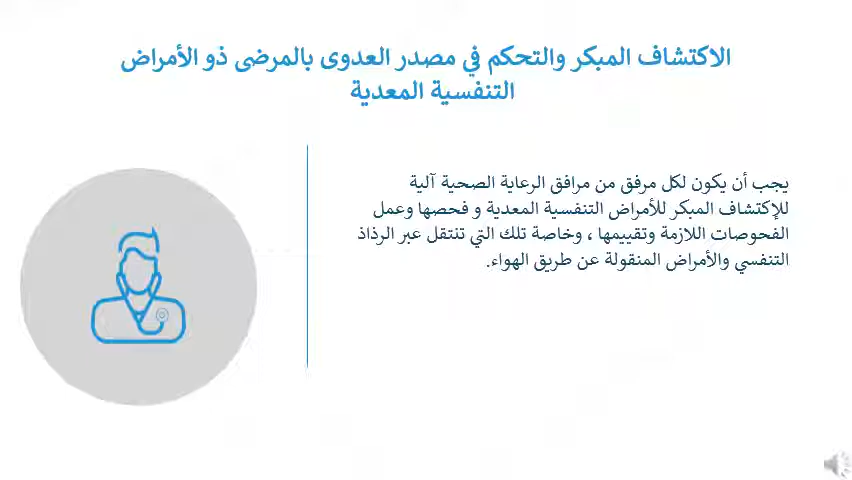 الاكتشاف المبكر والتحكم في مصدر العدوى بالمرضى ذو الأمراض
التنفسية المعدية
يجب أن يكون لكل مرفق من مرافق الرعاية الصحية آلية
للإكتشاف المبكر للأمراض التنفسية المعدية و فحصها وعمل
الفحوصات اللازمة وتقييمها ، وخاصة تلك التي تنتقل عبر الرذاذ
التنفسي والأمراض المنقولة عن طريق الهواء.